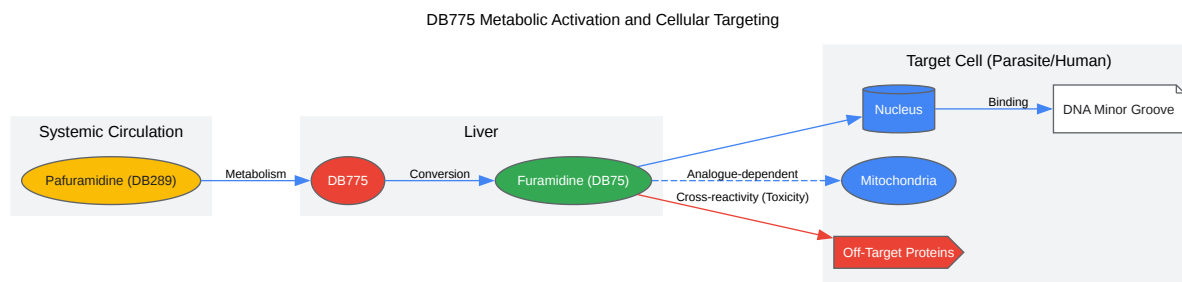 DB775 Metabolic Activation and Cellular Targeting
Systemic Circulation
Liver
Target Cell (Parasite/Human)
Pafuramidine (DB289)
Metabolism
DB775
Conversion
Furamidine (DB75)
Nucleus
Binding
DNA Minor Groove
Analogue-dependent
Mitochondria
Cross-reactivity (Toxicity)
Off-Target Proteins